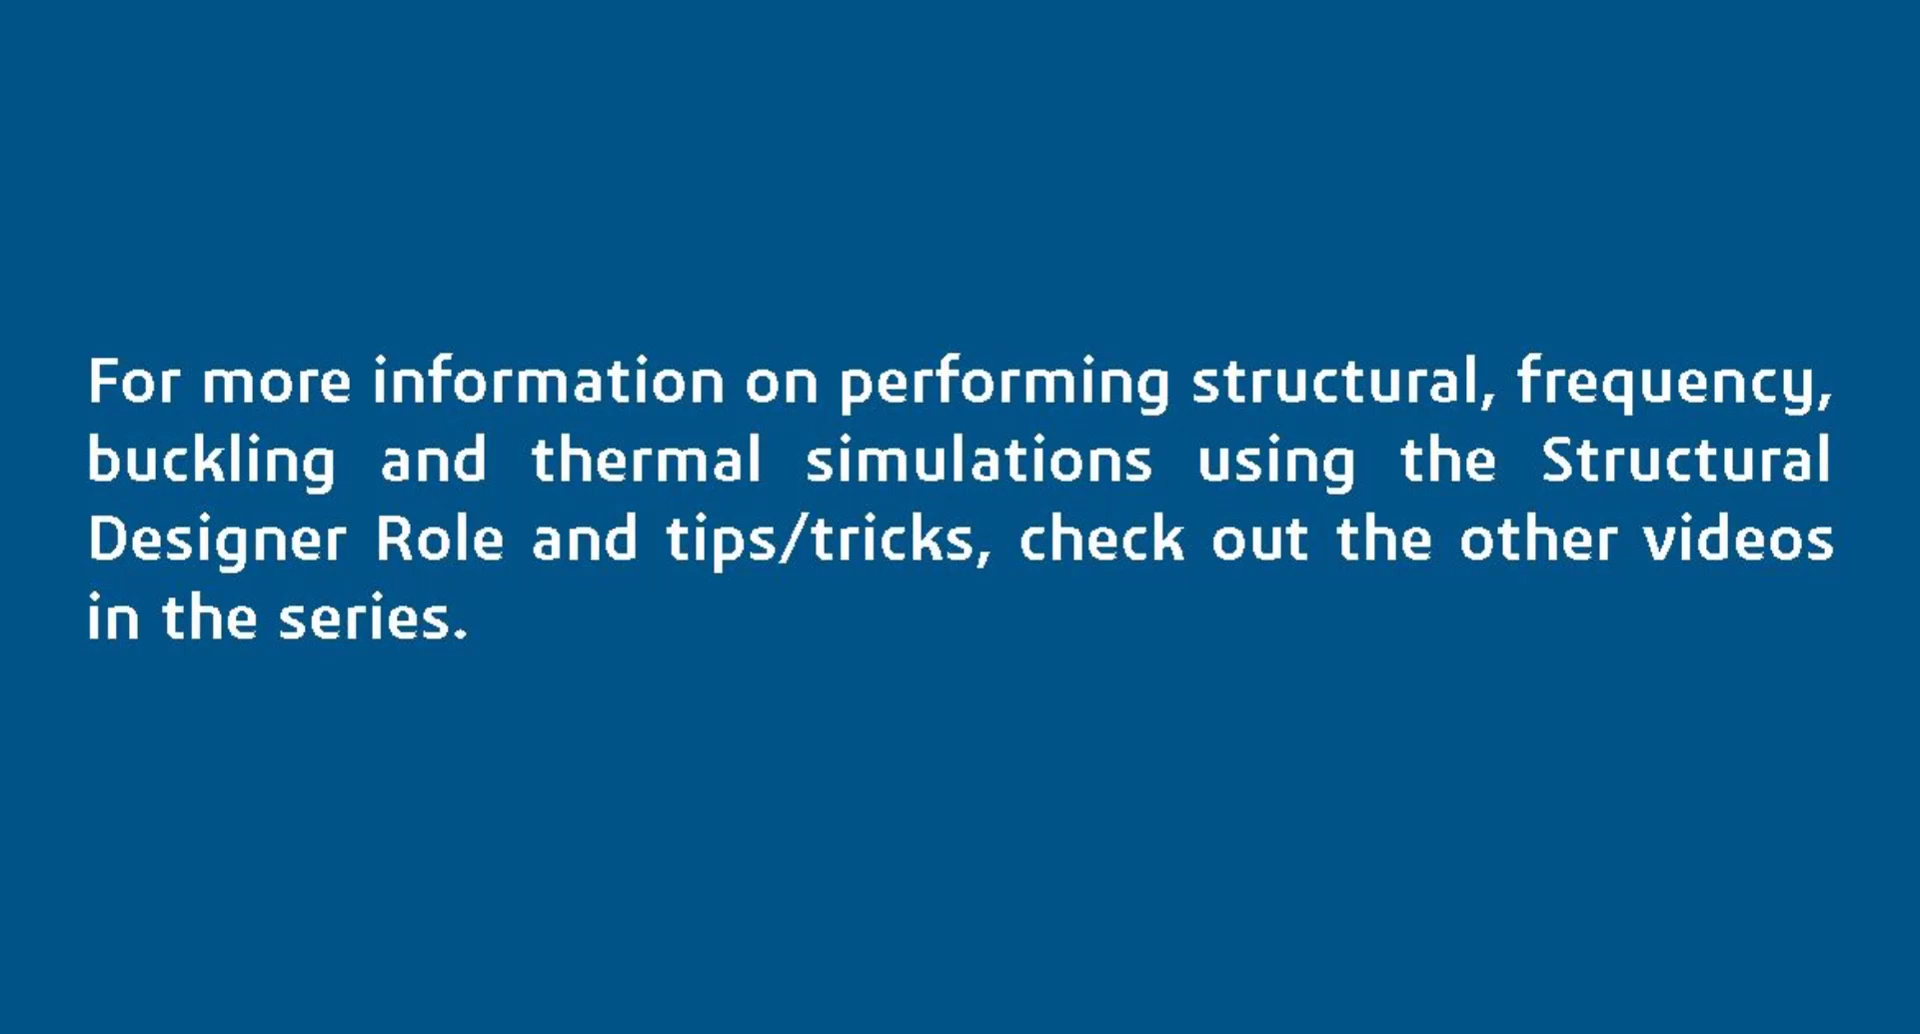 For more information on performing structural, frequency,
buckling and thermal simulations using the Structural
Designer Role and tips/tricks, check out the other videos
in the series.